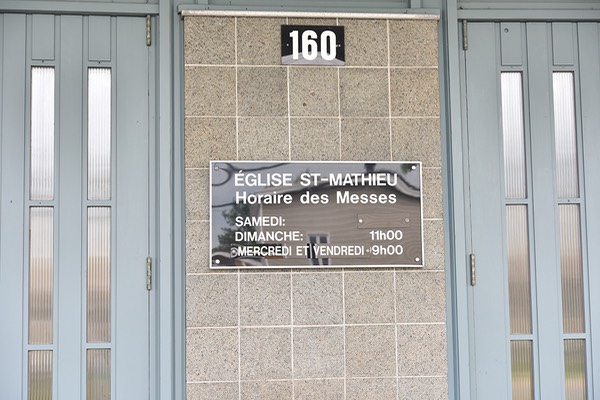 160
ÉGLISE ST-MATHIEU
Horaire des Messes
SAMEDI:
DIMANCHE: 11h00
MERCREDI ET VENDREDI 9h00